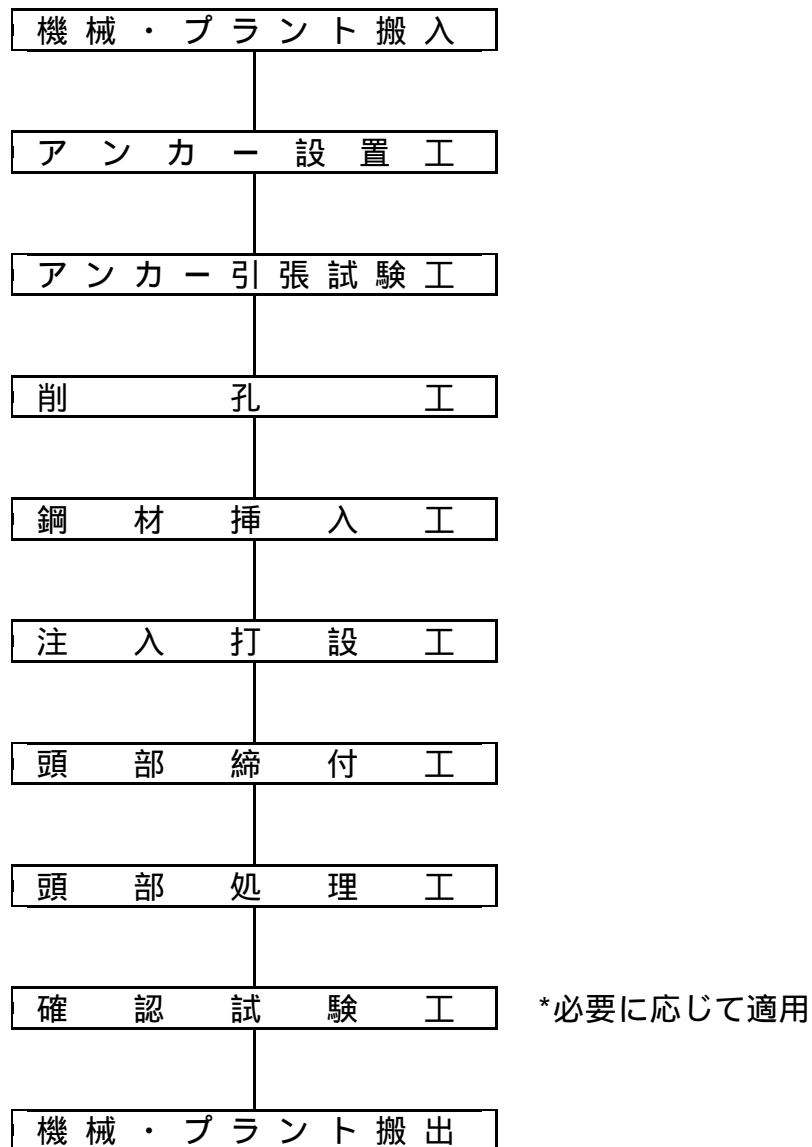 機械・プラント搬入
アンカー設置工
アンカー引張試験工
削孔工
鋼材挿入工
注入打設工
頭部締付工
頭部処理工
確認試験工 *必要に応じて適用
機械・プラント搬出